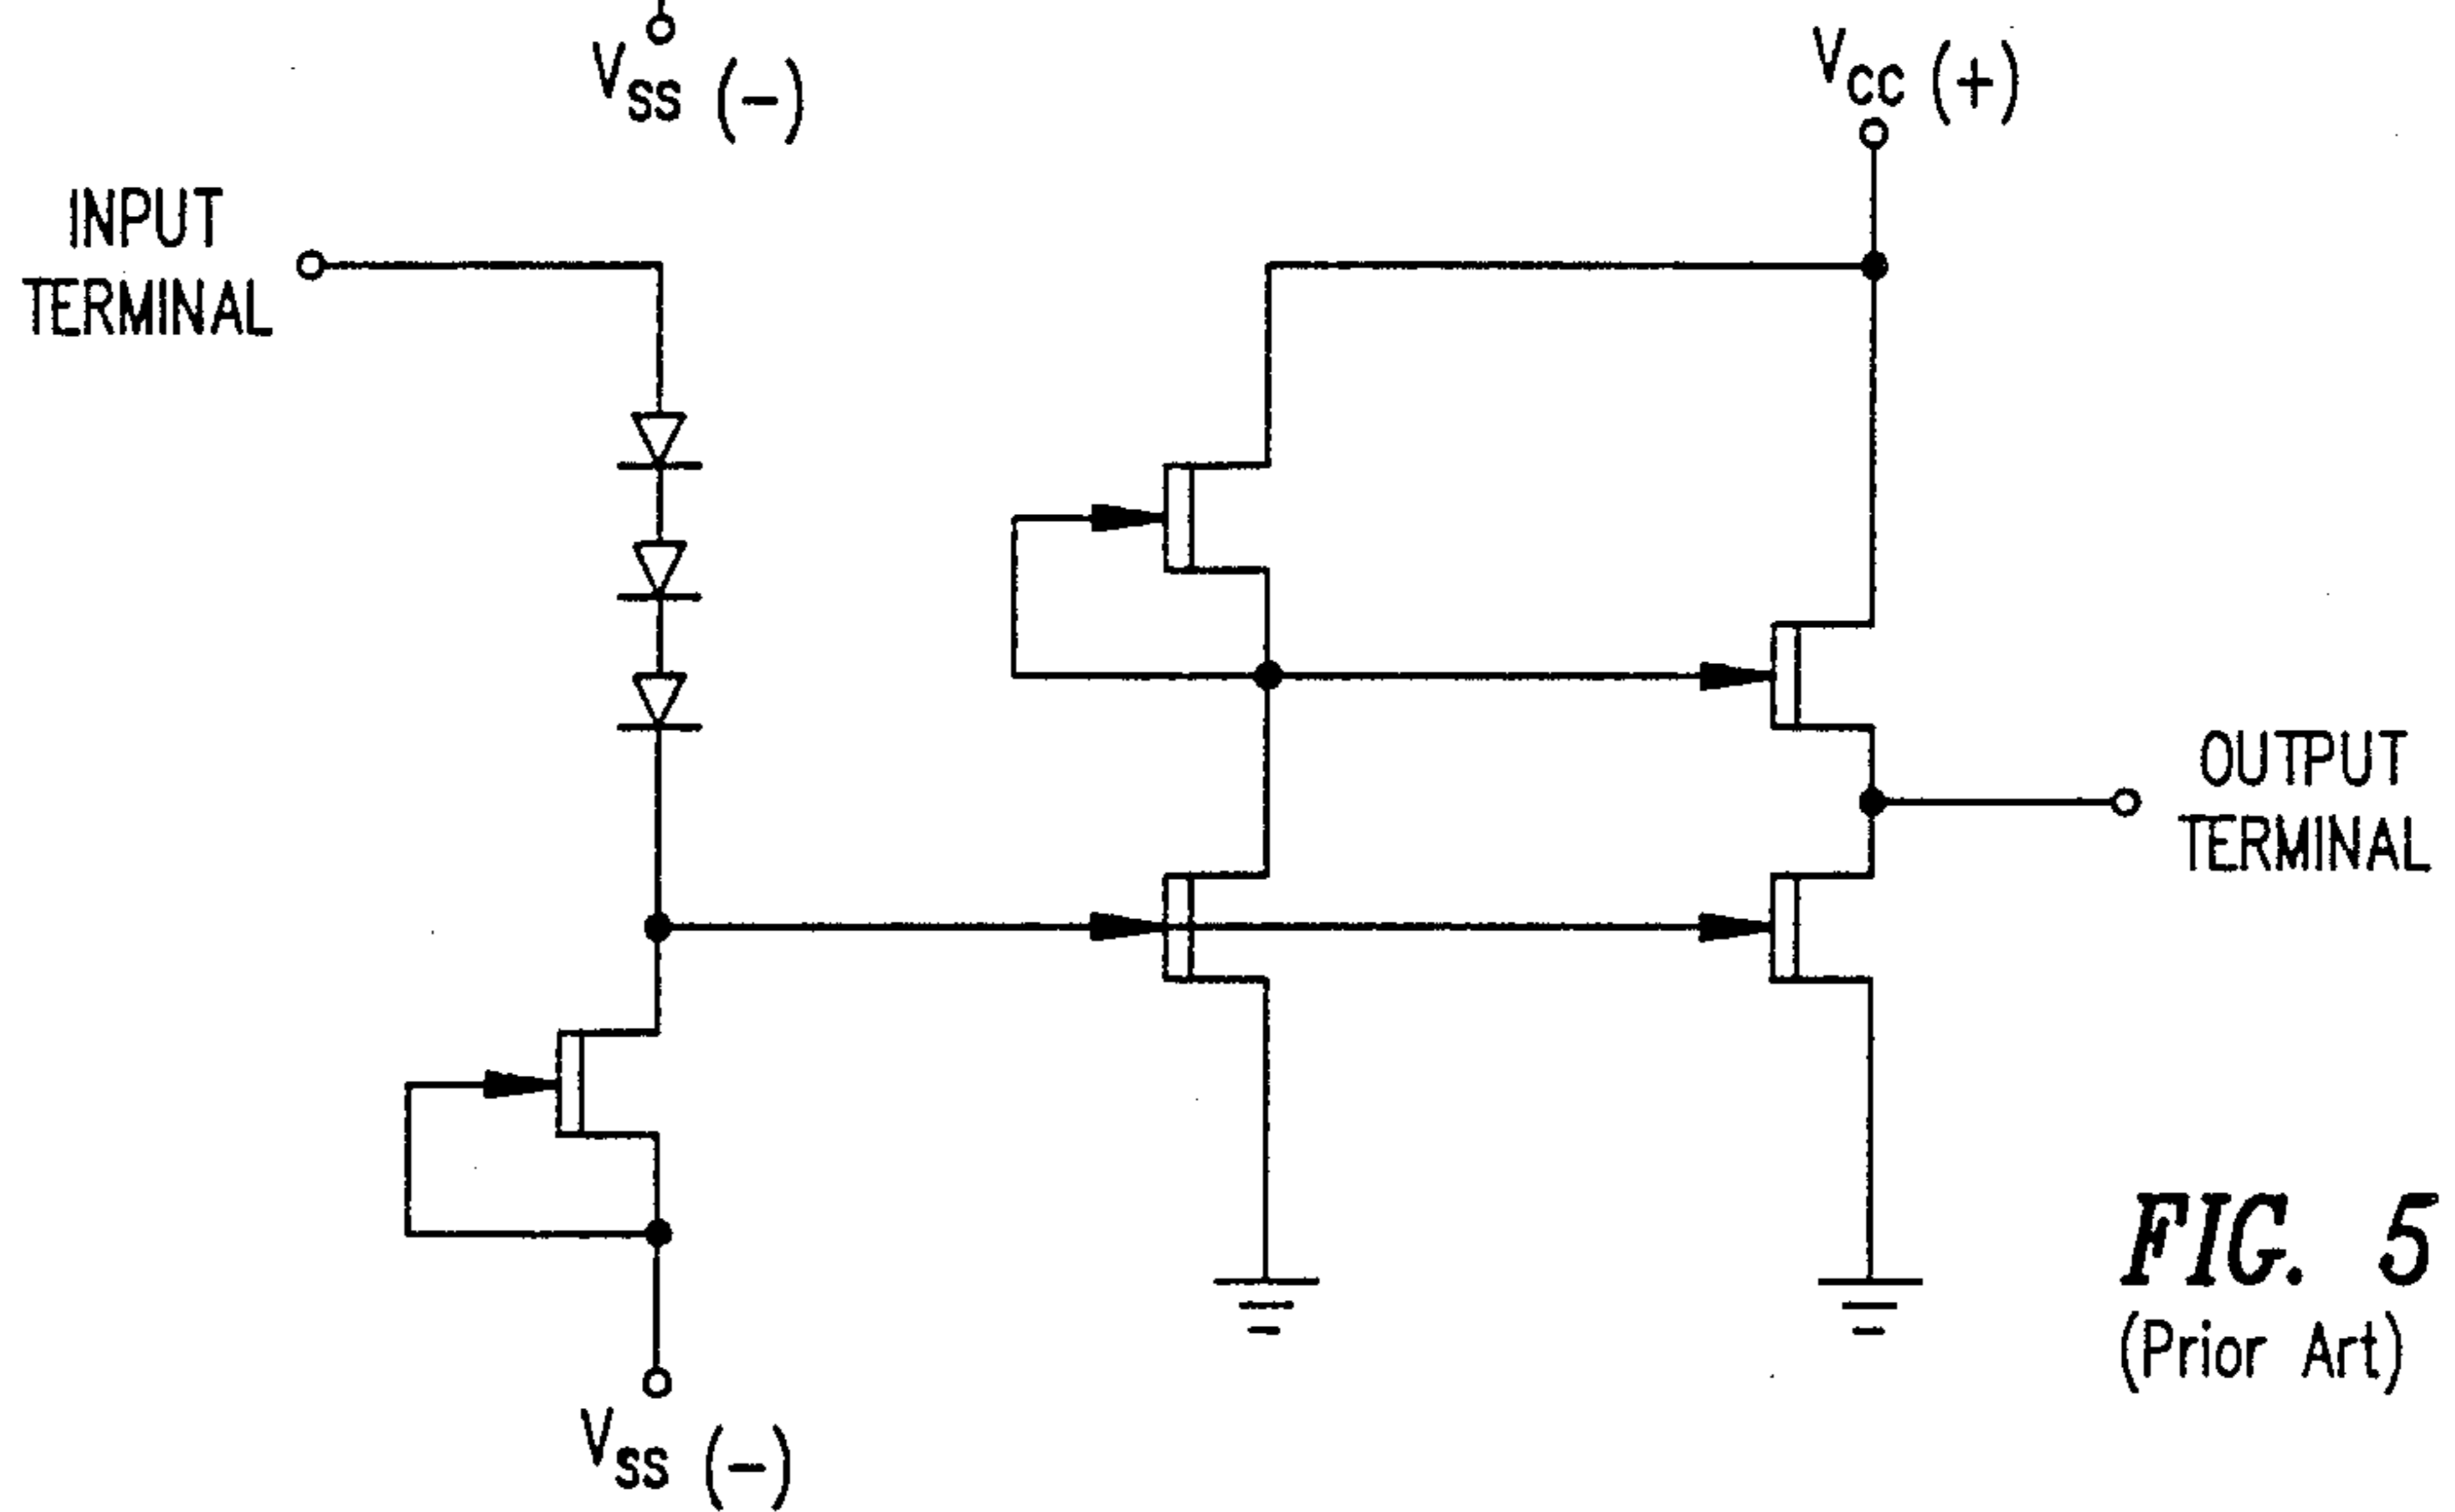 VSS (-)
VCC (+)
INPUT
TERMINAL
OUTPUT
TERMINAL
FIG. 5
(Prior Art)
VSS (-)